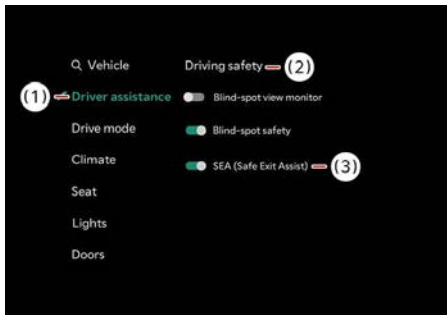 Vehicle
Driving safety (2)
(1) Driver assistance
Blind-spot view monitor
Drive mode
Blind-spot safety
Climate
SEA (Safe Exit Assist) (3)
Seat
Lights
Doors